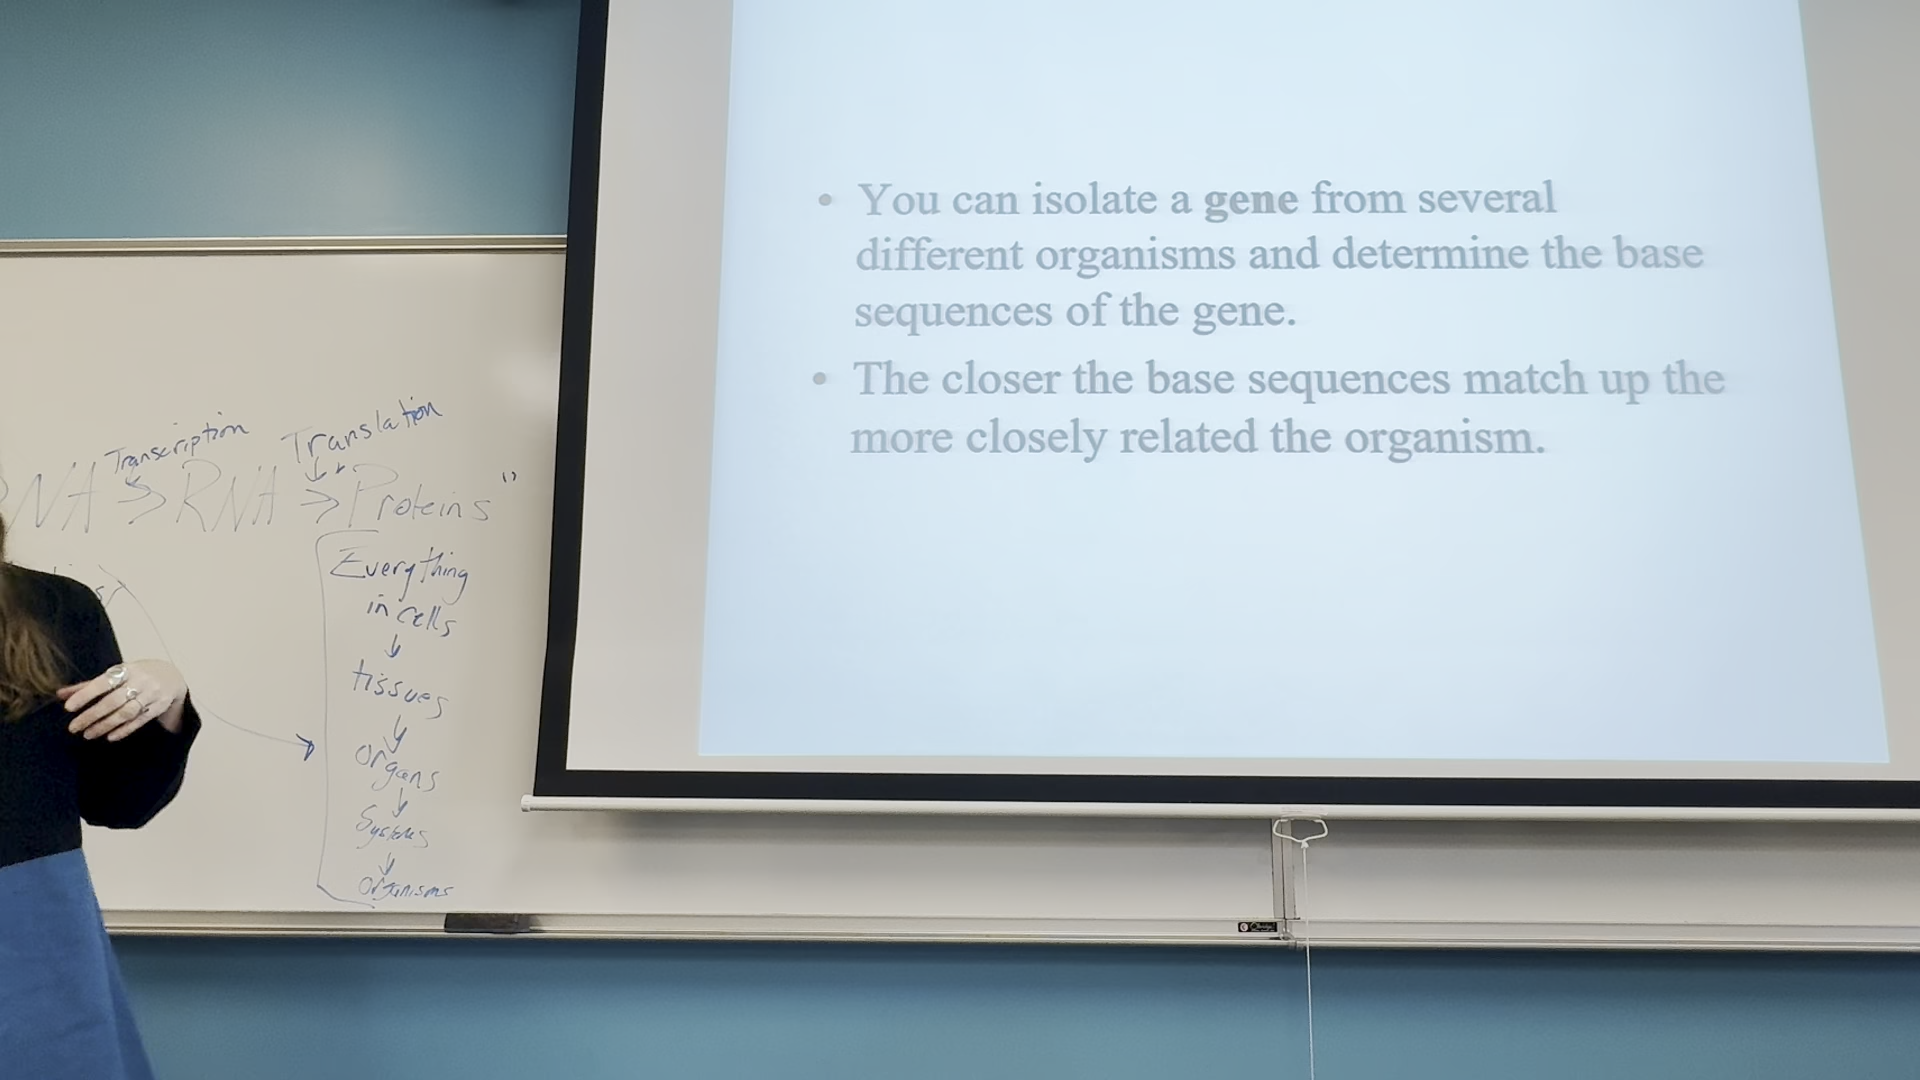 Transcription Translation
NA → RNA → Proteins"
Everything
in cells
↓
tissues
↓
organs
↓
Systems
↓
organisms
• You can isolate a gene from several
different organisms and determine the base
sequences of the gene.
• The closer the base sequences match up the
more closely related the organism.